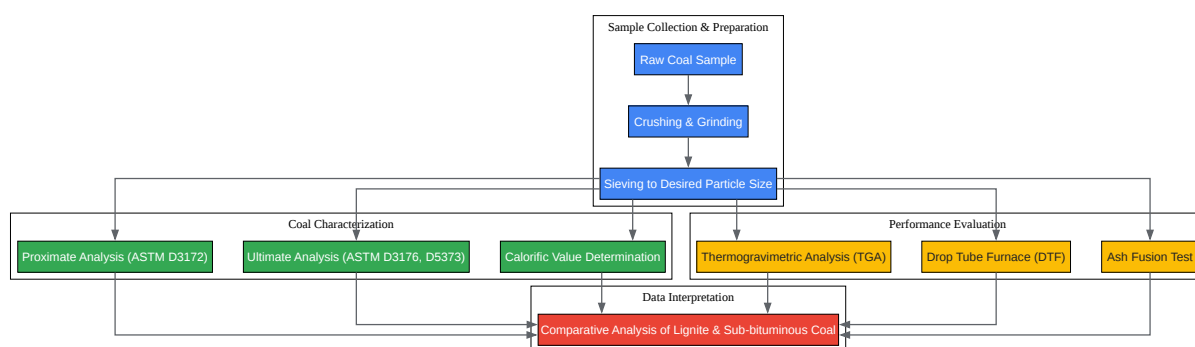 Sample Collection & Preparation
Raw Coal Sample
Crushing & Grinding
Sieving to Desired Particle Size
Coal Characterization
Performance Evaluation
Proximate Analysis (ASTM D3172)
Ultimate Analysis (ASTM D3176, D5373)
Calorific Value Determination
Thermogravimetric Analysis (TGA)
Drop Tube Furnace (DTF)
Ash Fusion Test
Data Interpretation
Comparative Analysis of Lignite & Sub-bituminous Coal